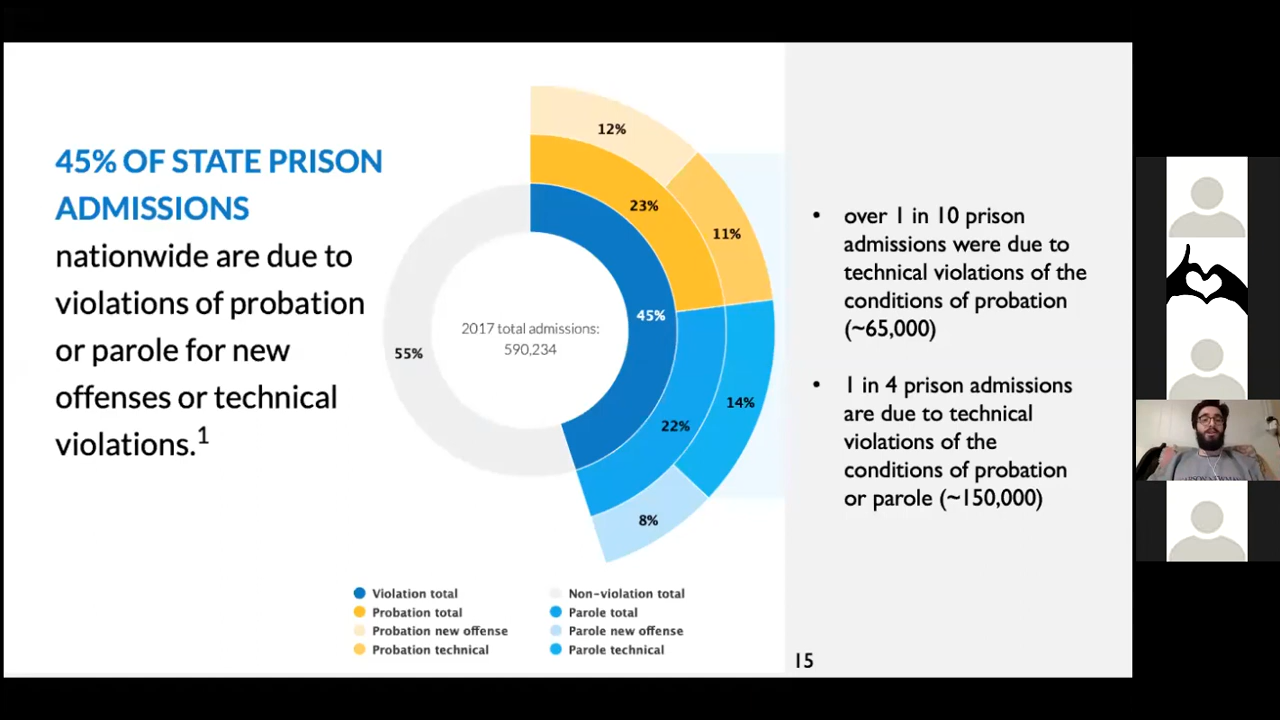 45% OF STATE PRISON
ADMISSIONS
nationwide are due to
violations of probation
or parole for new
offenses or technical
violations.1
12%
23%
11%
45%
2017 total admissions:
590,234
55%
14%
22%
8%
Violation total
Probation total
Probation new offense
Probation technical
Non-violation total
Parole total
Parole new offense
Parole technical
• over 1 in 10 prison
admissions were due to
technical violations of the
conditions of probation
(~65,000)
• 1 in 4 prison admissions
are due to technical
violations of the
conditions of probation
or parole (~150,000)
15